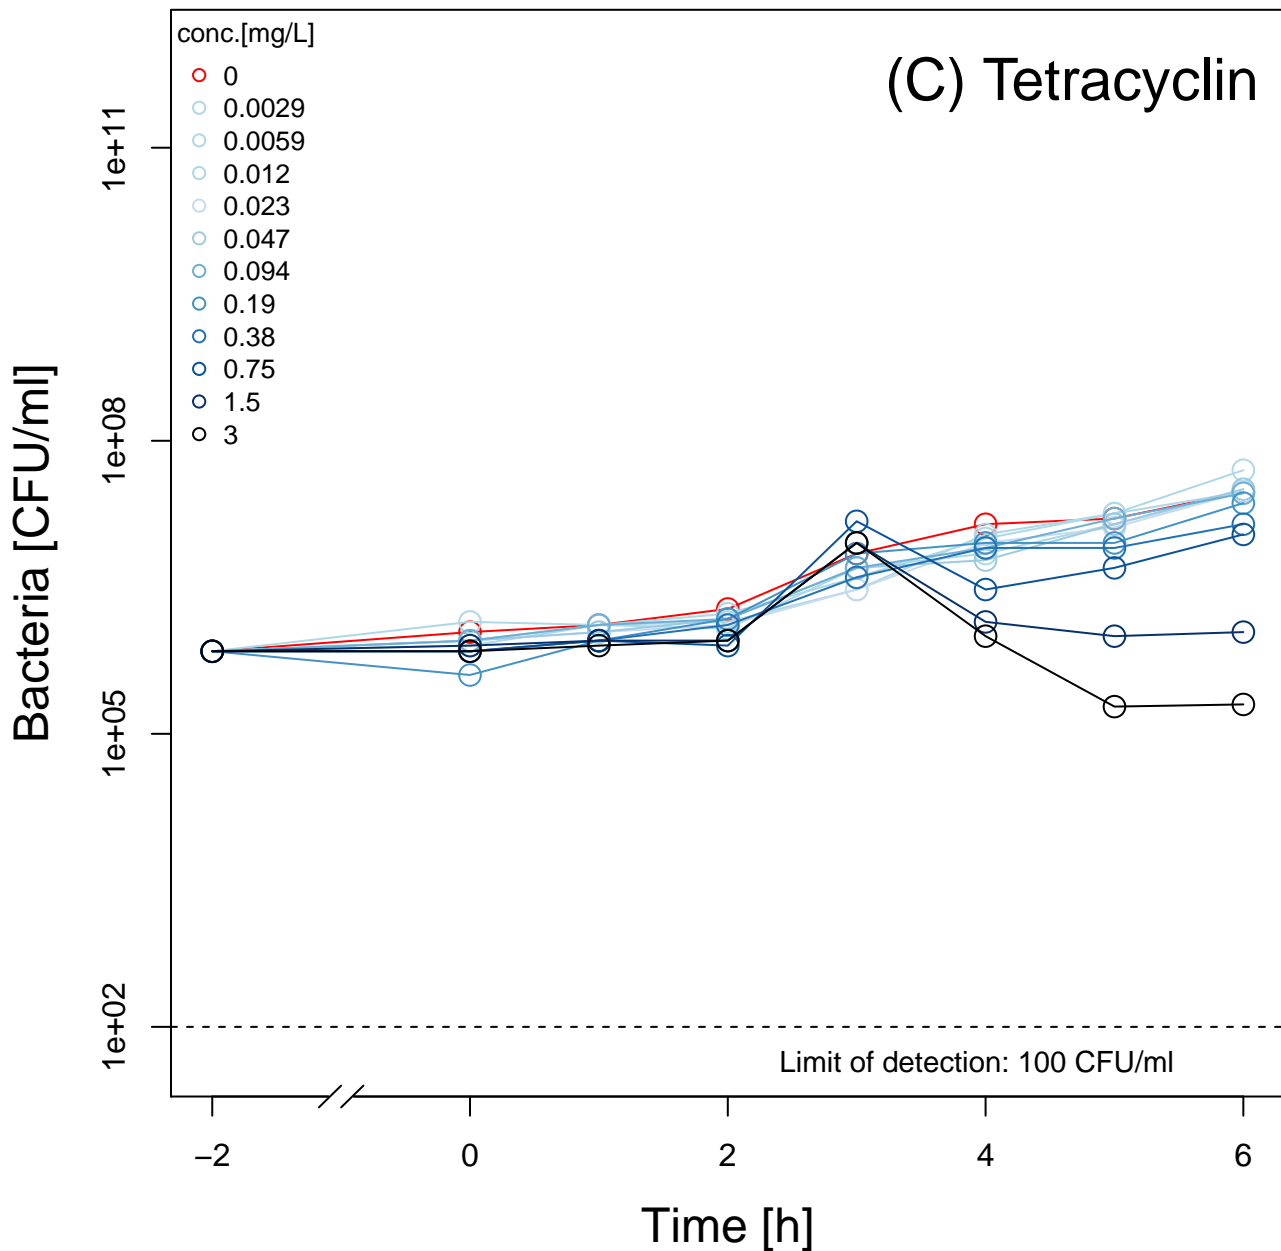 conc.[mg/L]
0
0.0029
0.0059
0.012
0.023
0.047
0.094
0.19
0.38
0.75
1.5
3
(C) Tetracyclin
Bacteria [CFU/ml]
1e+11
1e+08
1e+05
1e+02
Limit of detection: 100 CFU/ml
−2 0 2 4 6
Time [h]